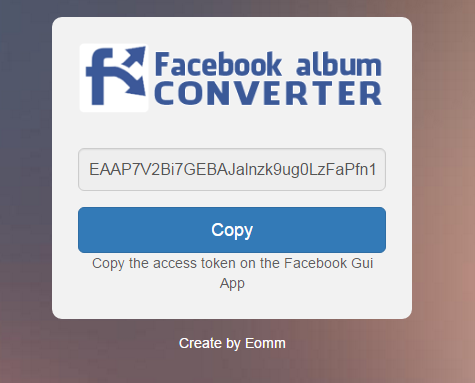 Facebook album
CONVERTER
EAAP7V2Bi7GEBAJalnzk9ug0LzFaPfn1
Copy
Copy the access token on the Facebook Gui
App
Create by Eomm